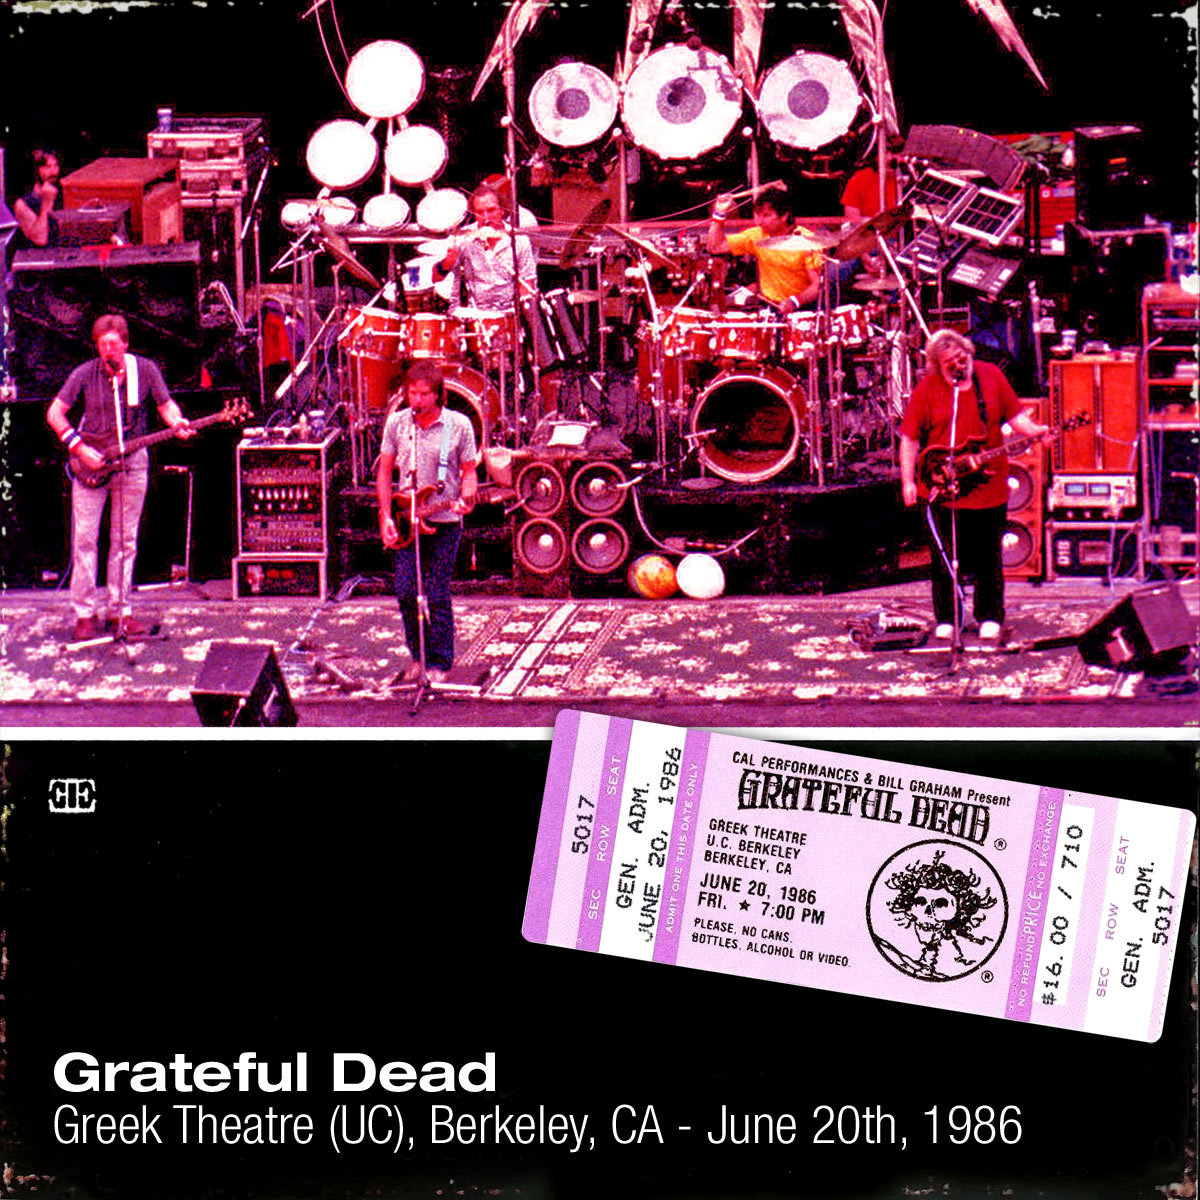 5017
SEC ROW SEAT
GEN. ADM.
JUNE 20, 1986
ADMIT ONE THIS DATE ONLY
CAL PERFORMANCES & BILL GRAHAM Present
GRATEFUL DEAD
®
GREEK THEATRE
U.C. BERKELEY
BERKELEY, CA
JUNE 20, 1986
FRI. ★ 7:00 PM
PLEASE, NO CANS,
BOTTLES, ALCOHOL OR VIDEO.
®
NO REFUND PRICE NO EXCHANGE
$16.00 / 710
SEC ROW SEAT
GEN. ADM.
5017
Grateful Dead
Greek Theatre (UC), Berkeley, CA - June 20th, 1986